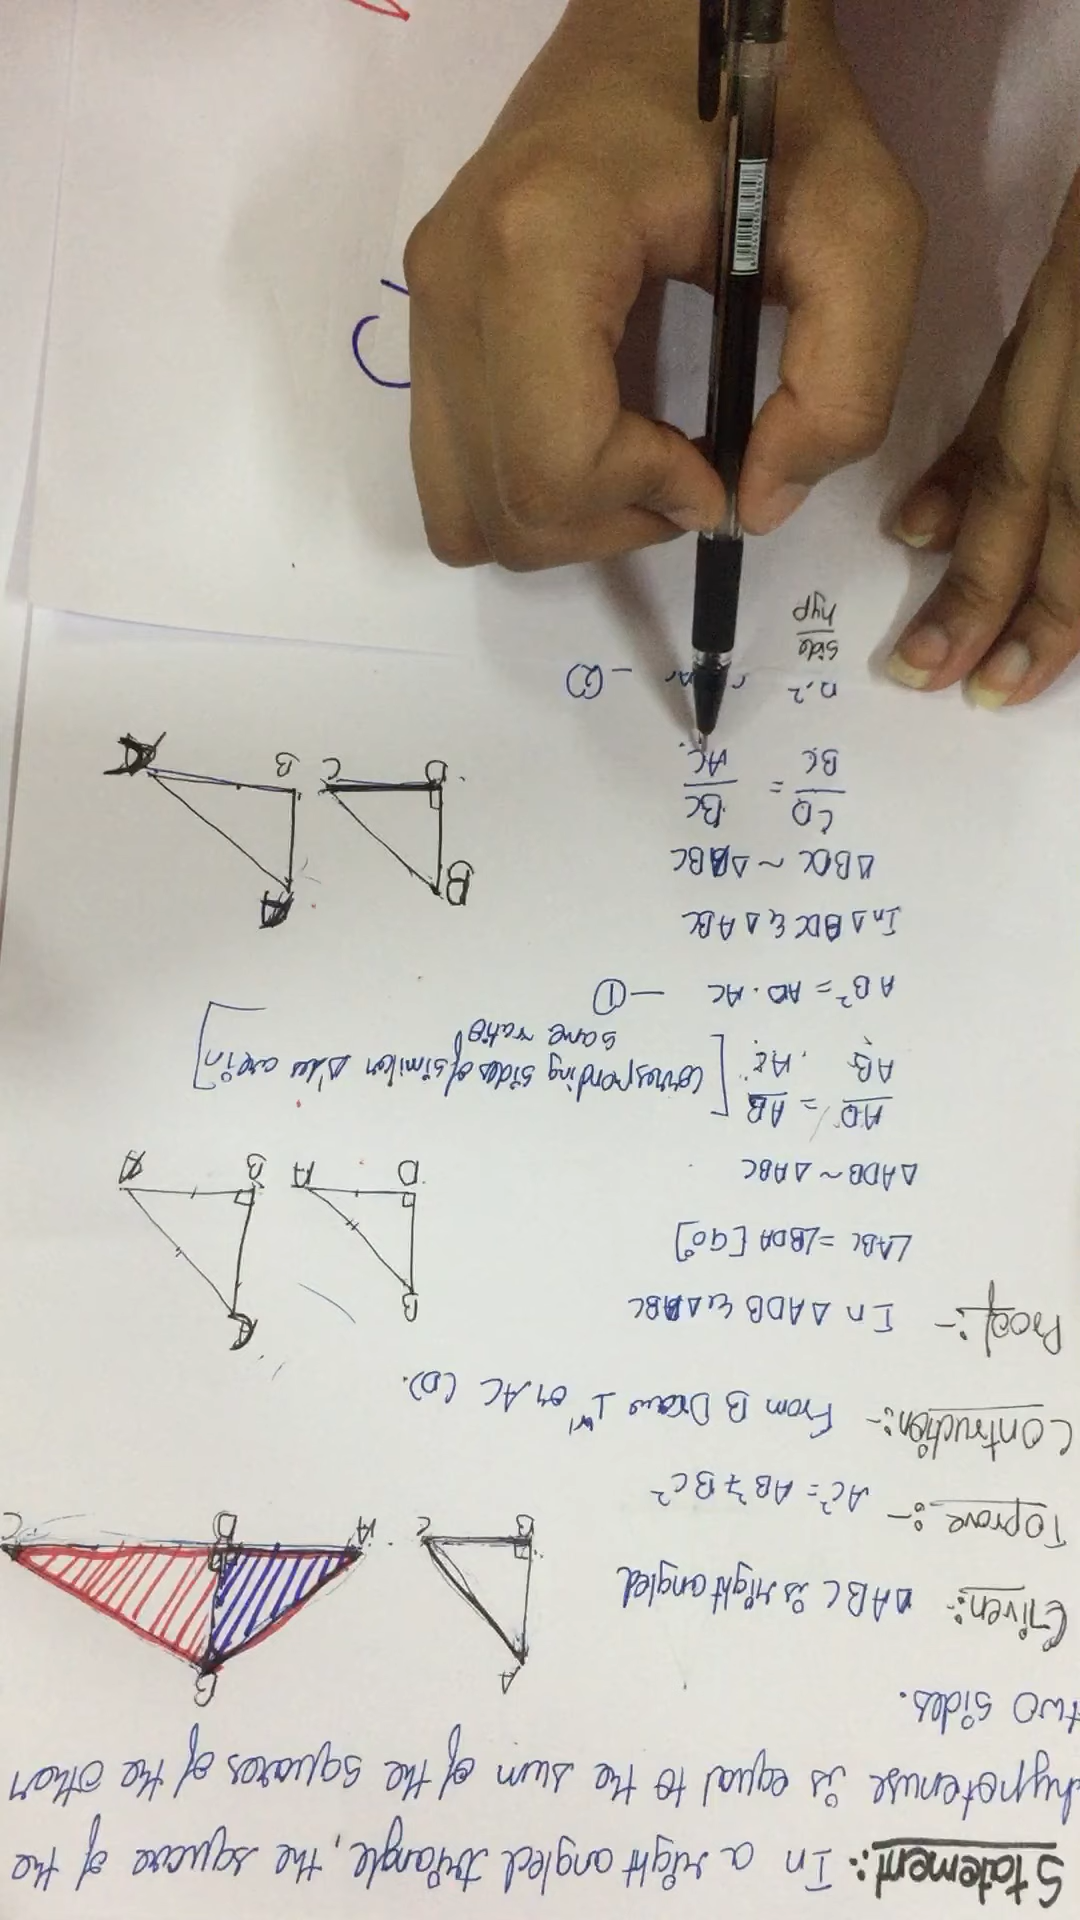 Statement:- In a right angled triangle, the square of the
hypotenuse is equal to the sum of the squares of the other
two sides.
Given:- ΔABC is right angled
To prove:- AC² = AB² + BC²
Contruction:- From B Draw ⊥ʳ on AC (D).
A
B
C
B
A
D
C
Proof:- In Δ ADB & ΔABC
∠ABC = ∠BDA [90°]
ΔADB ~ ΔABC
B
D
A
C
B
A
AD/AB = AB/AC [corresponding sides of similar Δles are in
same ratio]
AB² = AD . AC — ①
In Δ BDC & Δ ABC
ΔBDC ~ ΔABC
CD/BC = BC/AC
B
D
C
A
B
— ②
side
hyp